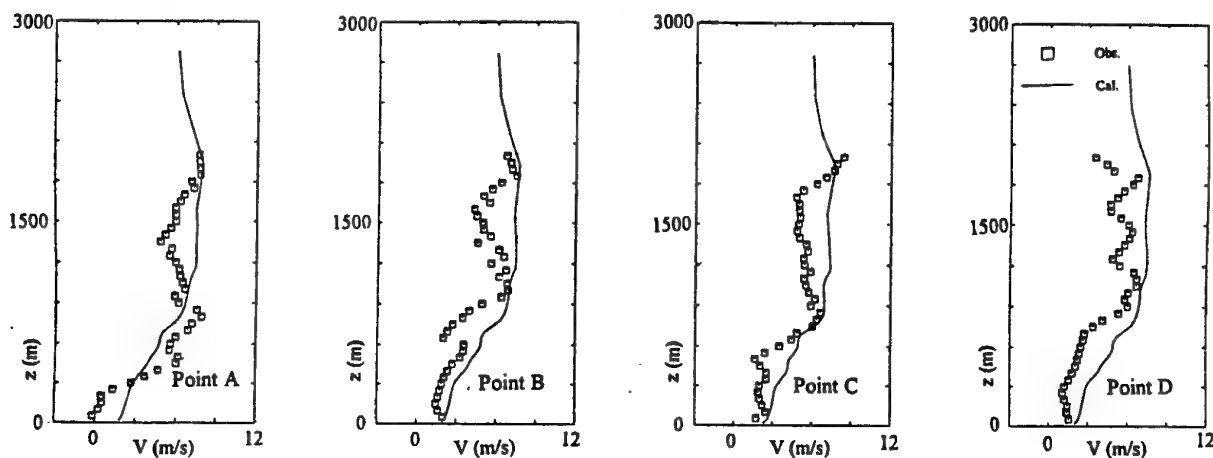 3000
1500
0
z (m)
Point A
0
12
V (m/s)
3000
1500
0
z (m)
Point B
0
12
V (m/s)
3000
1500
0
z (m)
Point C
0
12
V (m/s)
3000
Obs.
Cal.
1500
0
z (m)
Point D
0
12
V (m/s)